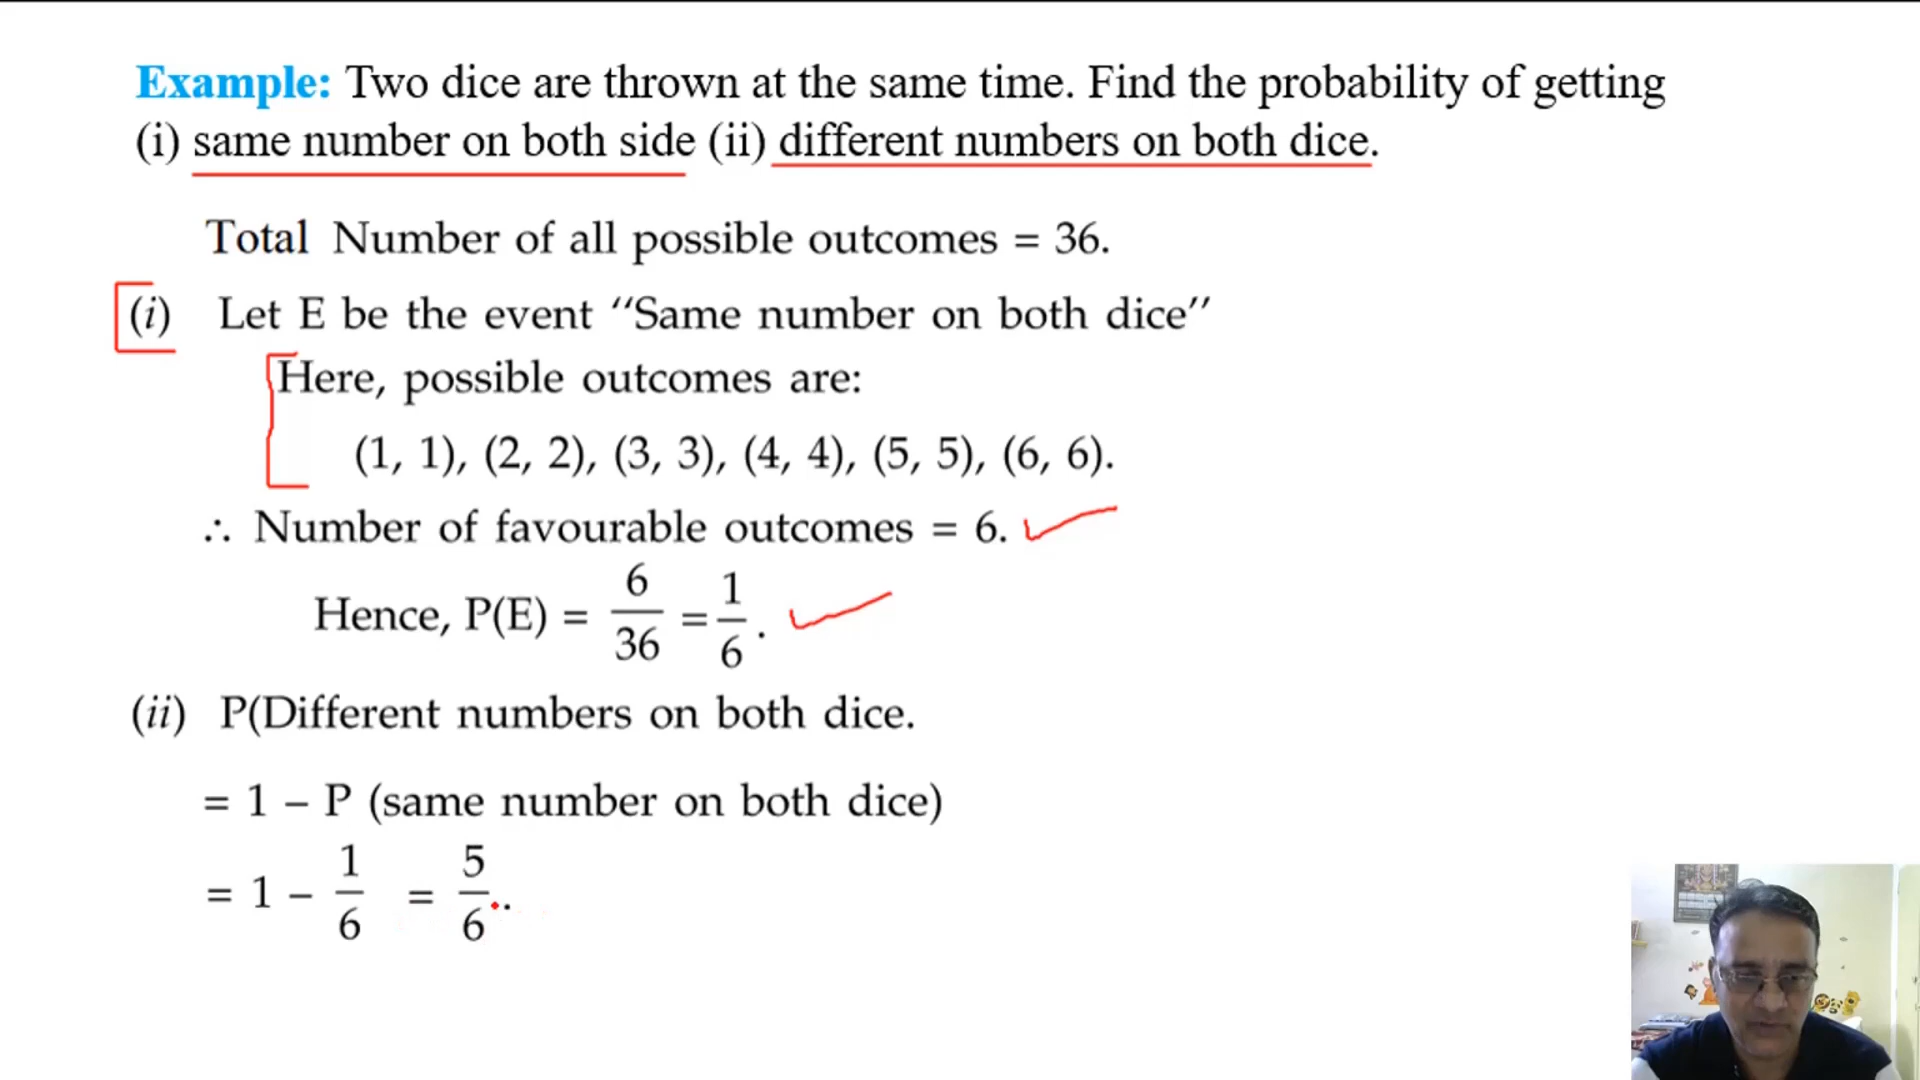 Example: Two dice are thrown at the same time. Find the probability of getting
(i) same number on both side (ii) different numbers on both dice.
Total Number of all possible outcomes = 36.
(i) Let E be the event ‘‘Same number on both dice’’
Here, possible outcomes are:
(1, 1), (2, 2), (3, 3), (4, 4), (5, 5), (6, 6).
∴ Number of favourable outcomes = 6.
Hence, P(E) = 6/36 = 1/6.
(ii) P(Different numbers on both dice.
= 1 – P (same number on both dice)
= 1 – 1/6 = 5/6.